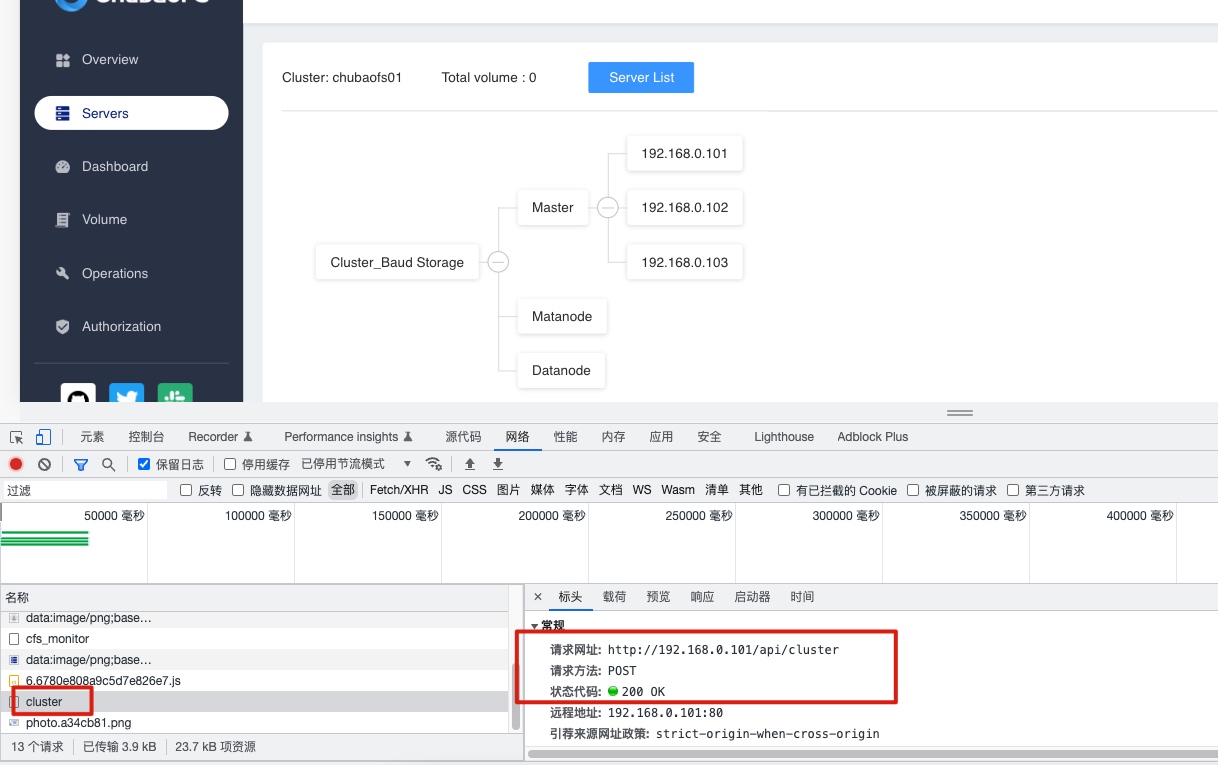 Overview
Servers
Dashboard
Volume
Operations
Authorization
Cluster: chubaofs01 Total volume : 0 Server List
192.168.0.101
Master 192.168.0.102
Cluster_Baud Storage 192.168.0.103
Matanode
Datanode
元素 控制台 Recorder Performance insights 源代码 网络 性能 内存 应用 安全 Lighthouse Adblock Plus
保留日志 停用缓存 已停用节流模式
过滤 反转 隐藏数据网址 全部 Fetch/XHR JS CSS 图片 媒体 字体 文档 WS Wasm 清单 其他 有已拦截的 Cookie 被屏蔽的请求 第三方请求
50000 毫秒 100000 毫秒 150000 毫秒 200000 毫秒 250000 毫秒 300000 毫秒 350000 毫秒 400000 毫秒
名称
data:image/png;base…
cfs_monitor
data:image/png;base…
6.6780e808a9c5d7e826e7.js
cluster
photo.a34cb81.png
13 个请求 已传输 3.9 kB 23.7 kB 项资源
× 标头 载荷 预览 响应 启动器 时间
常规
请求网址: http://192.168.0.101/api/cluster
请求方法: POST
状态代码: 200 OK
远程地址: 192.168.0.101:80
引荐来源网址政策: strict-origin-when-cross-origin